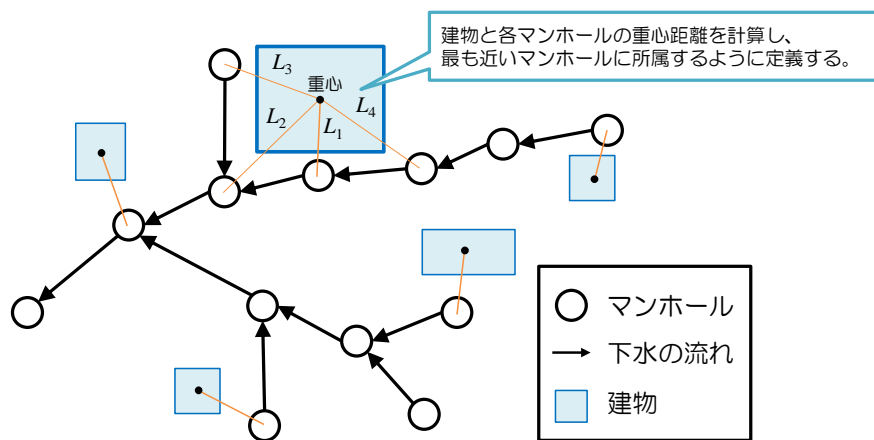 建物と各マンホールの重心距離を計算し、
最も近いマンホールに所属するように定義する。
L3
重心
L4
L2
L1
マンホール
下水の流れ
建物